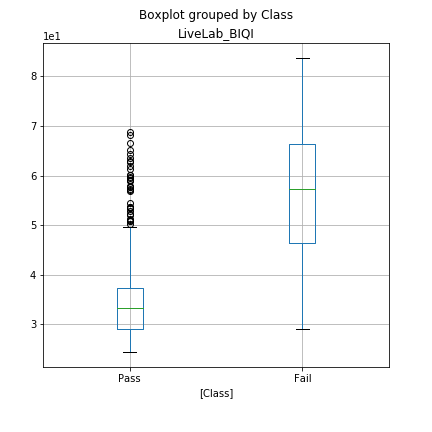 Boxplot grouped by Class
LiveLab_BIQI
1e1
8
7
6
5
4
3
Pass Fail
[Class]